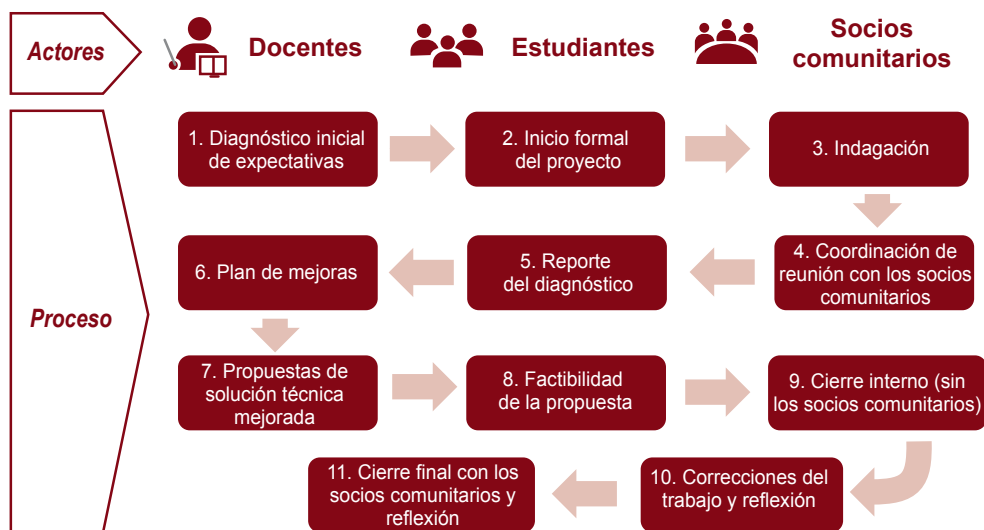 Actores
Docentes
Estudiantes
Socios
comunitarios
Proceso
1. Diagnóstico inicial
de expectativas
2. Inicio formal
del proyecto
3. Indagación
4. Coordinación de
reunión con los socios
comunitarios
5. Reporte
del diagnóstico
6. Plan de mejoras
7. Propuestas de
solución técnica
mejorada
8. Factibilidad
de la propuesta
9. Cierre interno (sin
los socios comunitarios)
10. Correcciones del
trabajo y reflexión
11. Cierre final con los
socios comunitarios y
reflexión